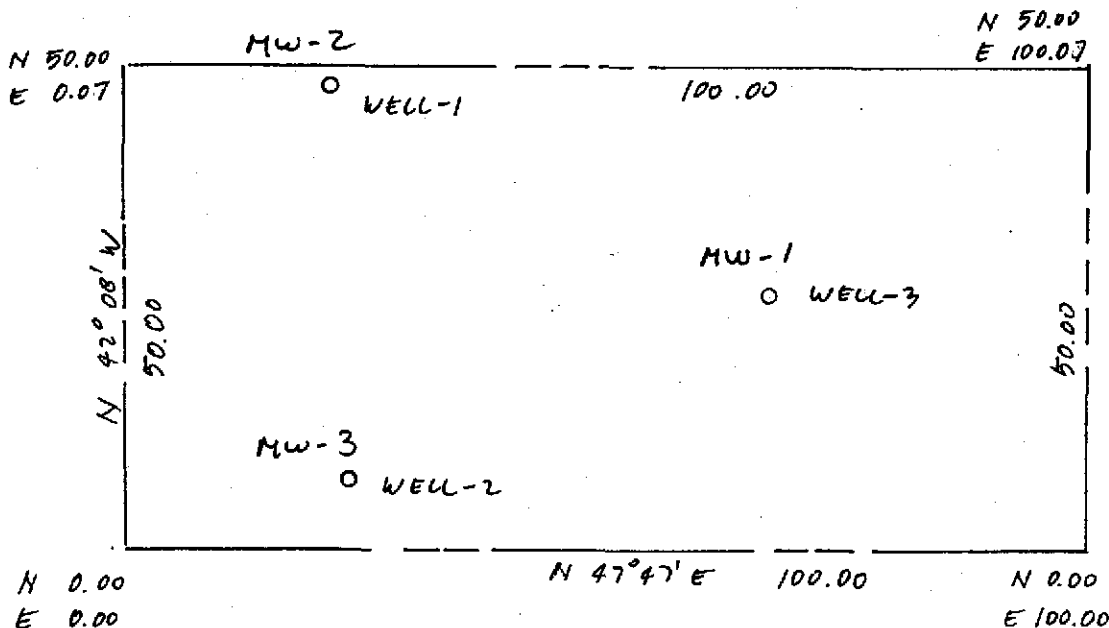 N 50.00
E 0.07
MW-2
WELL-1
100.00
N 50.00
E 100.07
N 42° 08' W
50.00
MW-1
WELL-3
50.00
MW-3
WELL-2
N 0.00
E 0.00
N 47°47' E 100.00
N 0.00
E 100.00